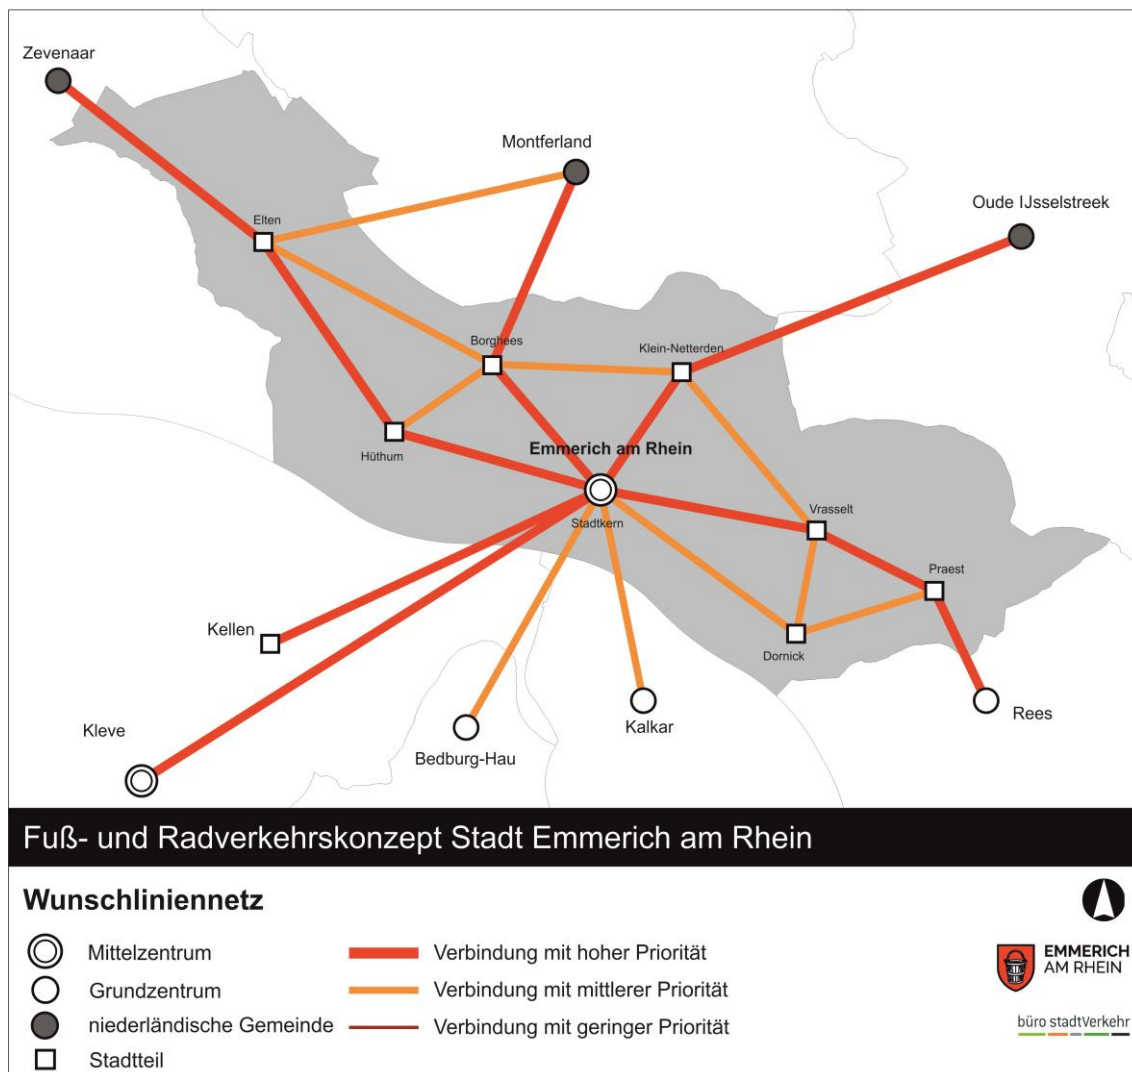 Zevenaar
Montferland
Oude IJsselstreek
Elten
Borghees
Klein-Netterden
Hüthum
Emmerich am Rhein
Stadtkern
Vrasselt
Praest
Kellen
Dornick
Kleve
Bedburg-Hau
Kalkar
Rees
Fuß- und Radverkehrskonzept Stadt Emmerich am Rhein
Wunschliniennetz
Mittelzentrum
Grundzentrum
niederländische Gemeinde
Stadtteil
Verbindung mit hoher Priorität
Verbindung mit mittlerer Priorität
Verbindung mit geringer Priorität
EMMERICH
AM RHEIN
büro stadtVerkehr